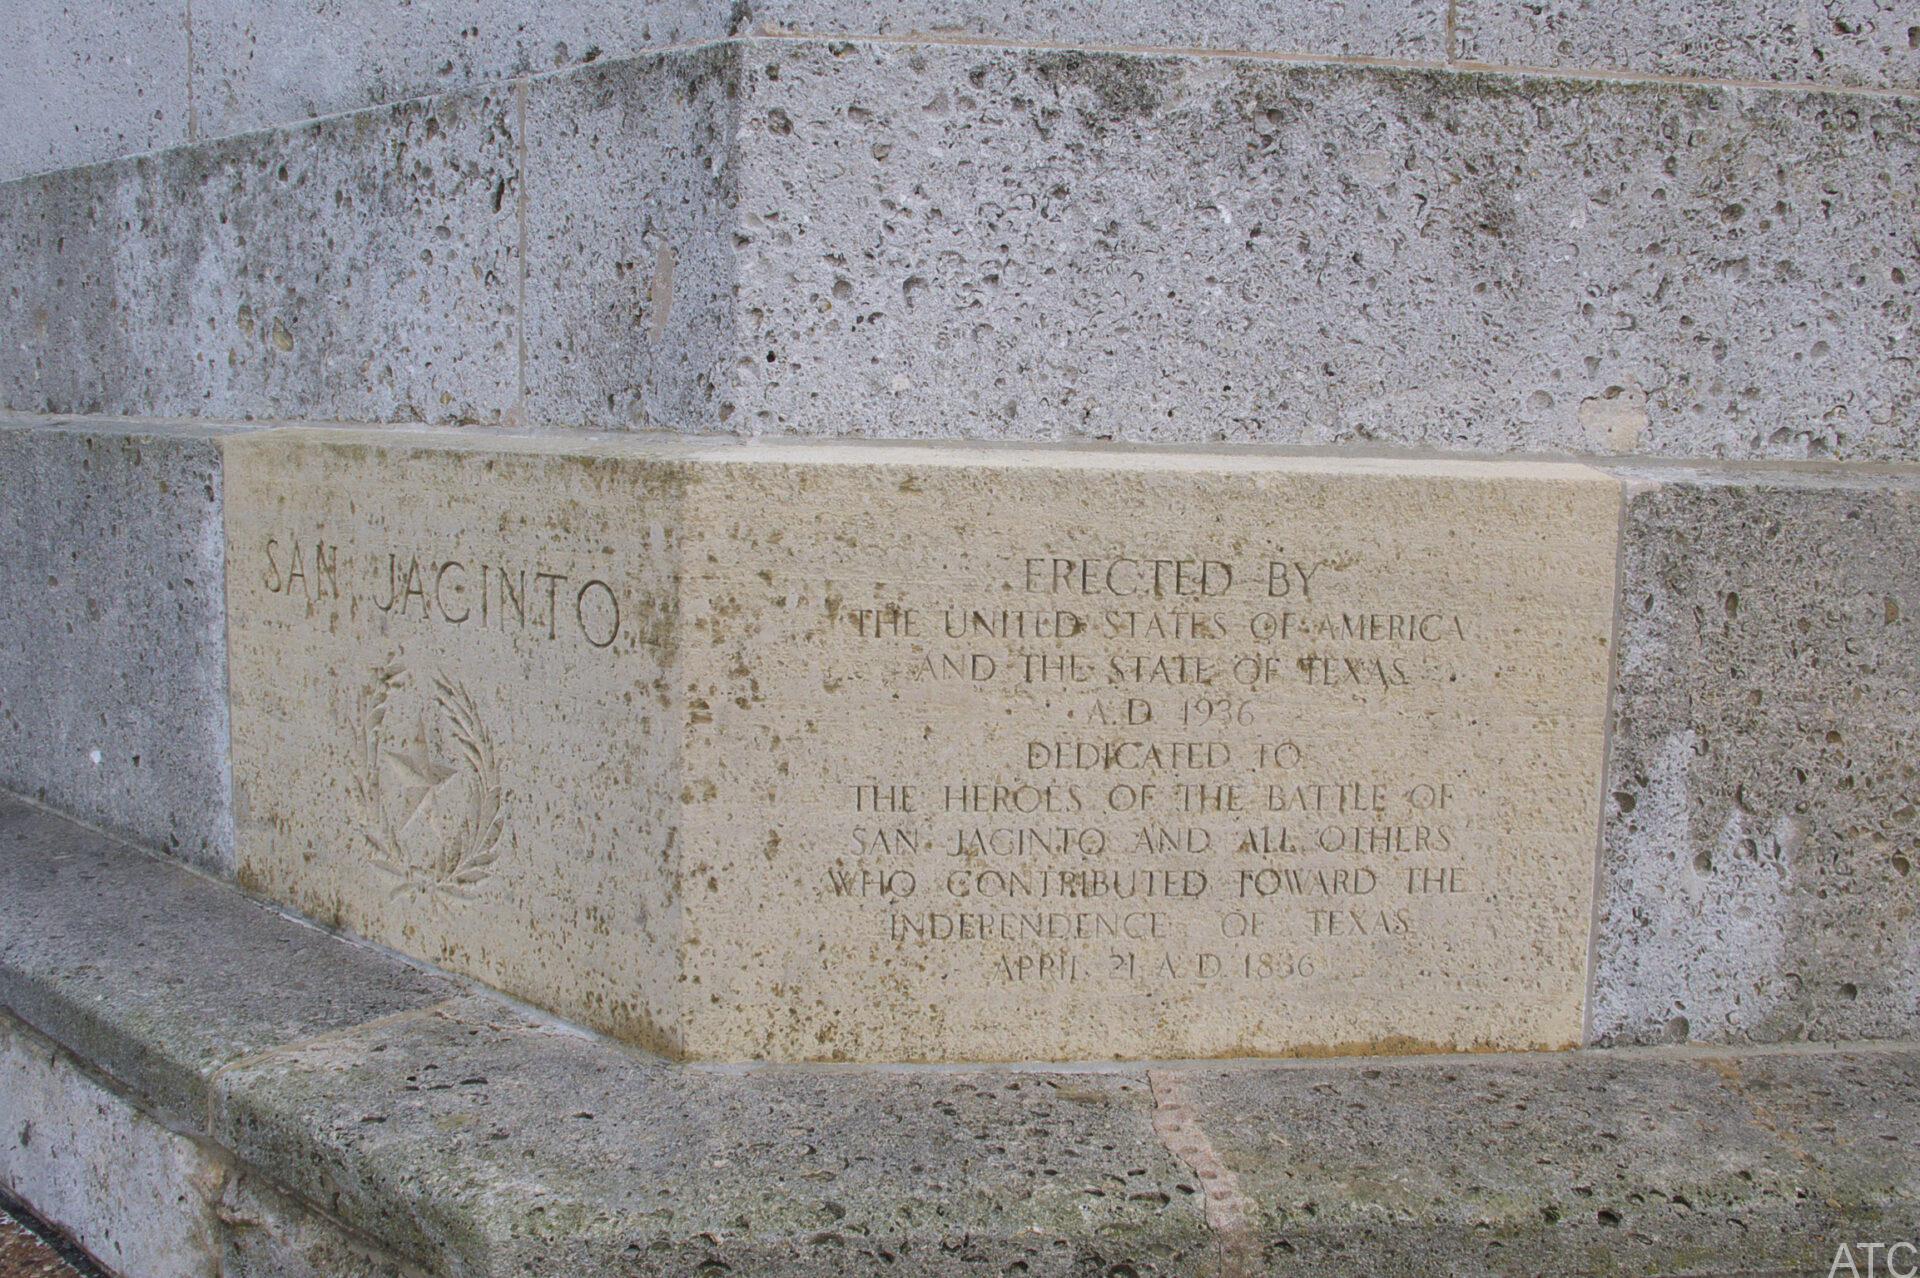 SAN JACINTO
ERECTED BY
THE UNITED STATES OF AMERICA
AND THE STATE OF TEXAS
A.D. 1936
DEDICATED TO
THE HEROES OF THE BATTLE OF
SAN JACINTO AND ALL OTHERS
WHO CONTRIBUTED TOWARD THE
INDEPENDENCE OF TEXAS
APRIL 21 A.D. 1836
ATC